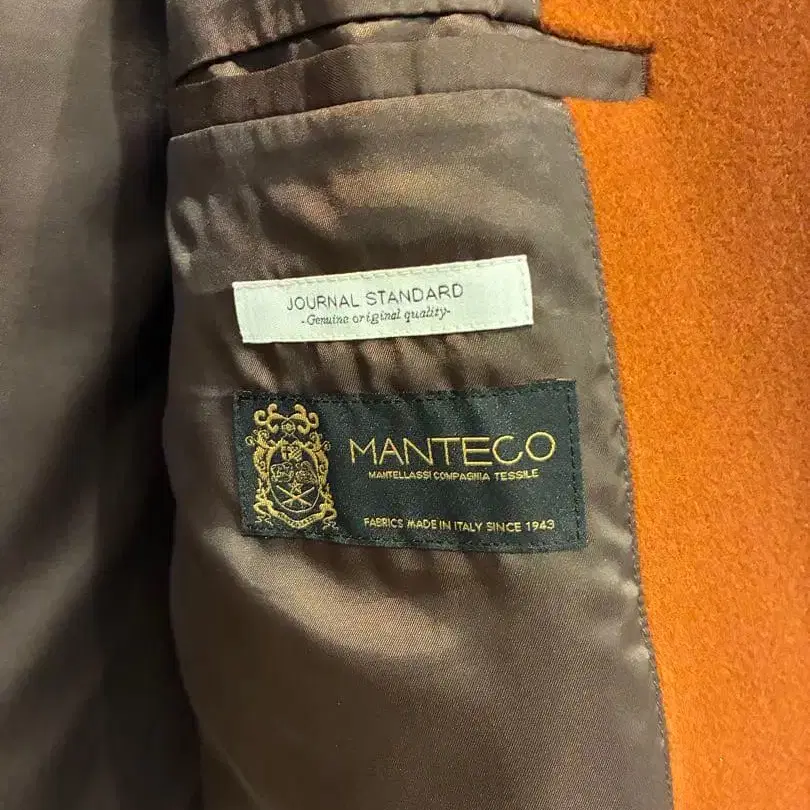 JOURNAL STANDARD
-Genuine original quality-
MANTECO
MANTELLASSI COMPAGNIA TESSILE
FABRICS MADE IN ITALY SINCE 1943